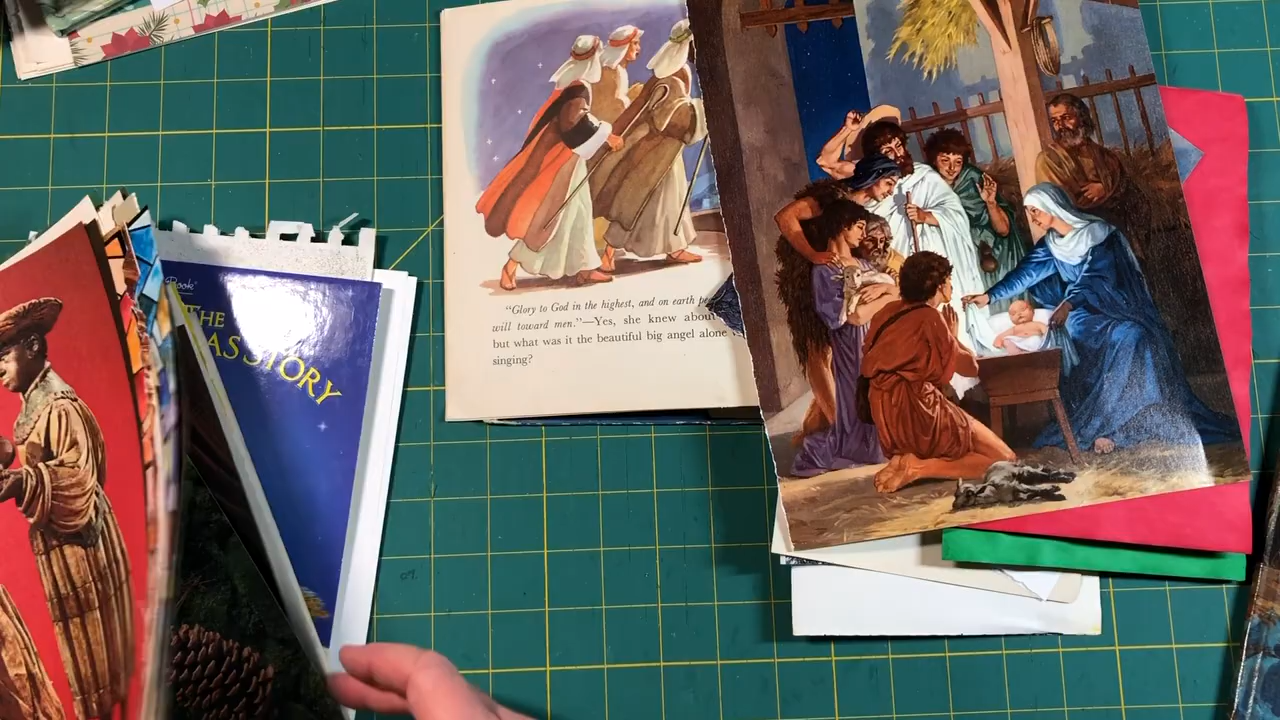 Book
THE
AS STORY
"Glory to God in the highest, and on earth
will toward men."—Yes, she knew about
but what was it the beautiful big angel alone
singing?